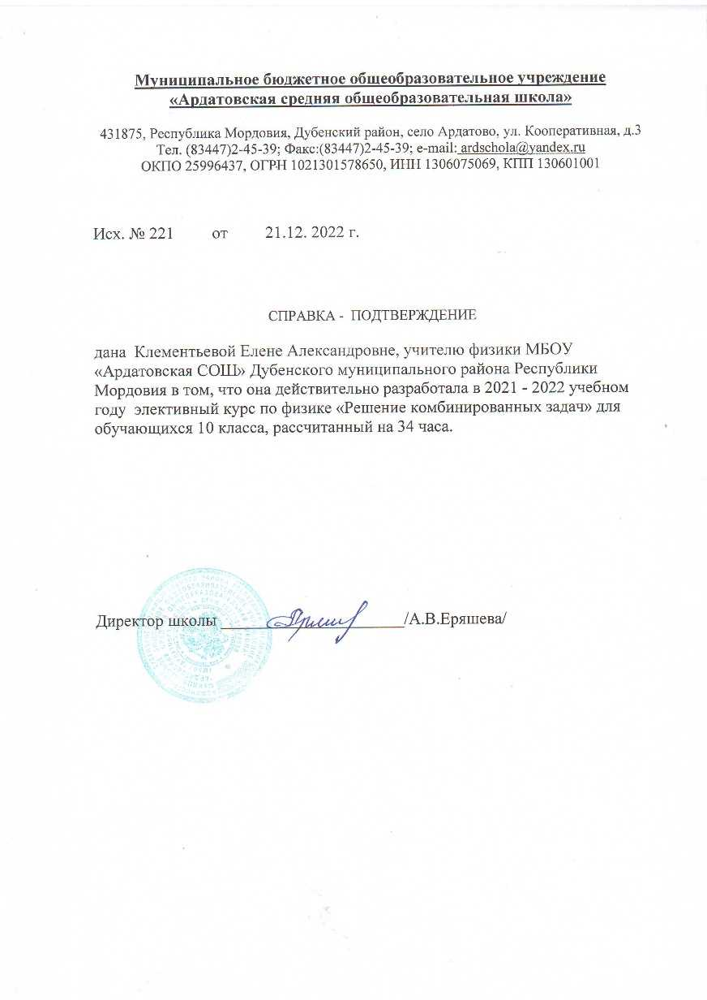 Муниципальное бюджетное общеобразовательное учреждение
«Ардатовская средняя общеобразовательная школа»
431875, Республика Мордовия, Дубенский район, село Ардатово, ул. Кооперативная, д.3
Тел. (83447)2-45-39; Факс:(83447)2-45-39; e-mail: ardschola@yandex.ru
ОКПО 25996437, ОГРН 1021301578650, ИНН 1306075069, КПП 130601001
Исх. № 221 от 21.12. 2022 г.
СПРАВКА - ПОДТВЕРЖДЕНИЕ
дана Клементьевой Елене Александровне, учителю физики МБОУ
«Ардатовская СОШ» Дубенского муниципального района Республики
Мордовия в том, что она действительно разработала в 2021 - 2022 учебном
году элективный курс по физике «Решение комбинированных задач» для
обучающихся 10 класса, рассчитанный на 34 часа.
Директор школы /А.В.Еряшева/